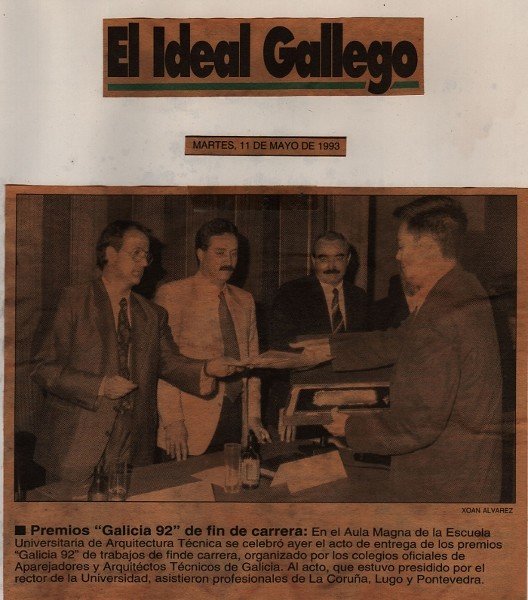 El Ideal Gallego
MARTES, 11 DE MAYO DE 1993
XOAN ALVAREZ
■ Premios “Galicia 92” de fin de carrera: En el Aula Magna de la Escuela
Universitaria de Arquitectura Técnica se celebró ayer el acto de entrega de los premios
“Galicia 92” de trabajos de finde carrera, organizado por los colegios oficiales de
Aparejadores y Arquitectos Técnicos de Galicia. Al acto, que estuvo presidido por el
rector de la Universidad, asistieron profesionales de La Coruña, Lugo y Pontevedra.